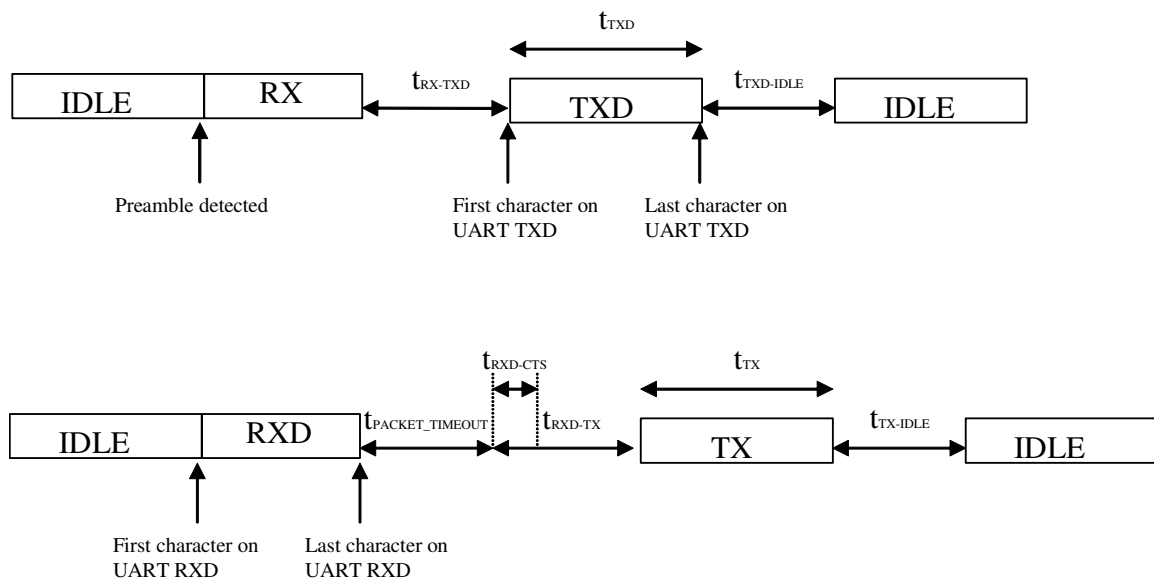 tTXD
IDLE
RX
tRX-TXD
TXD
tTXD-IDLE
IDLE
Preamble detected
First character on
UART TXD
Last character on
UART TXD
tRXD-CTS
tTX
IDLE
RXD
tPACKET_TIMEOUT
tRXD-TX
TX
tTX-IDLE
IDLE
First character on
UART RXD
Last character on
UART RXD